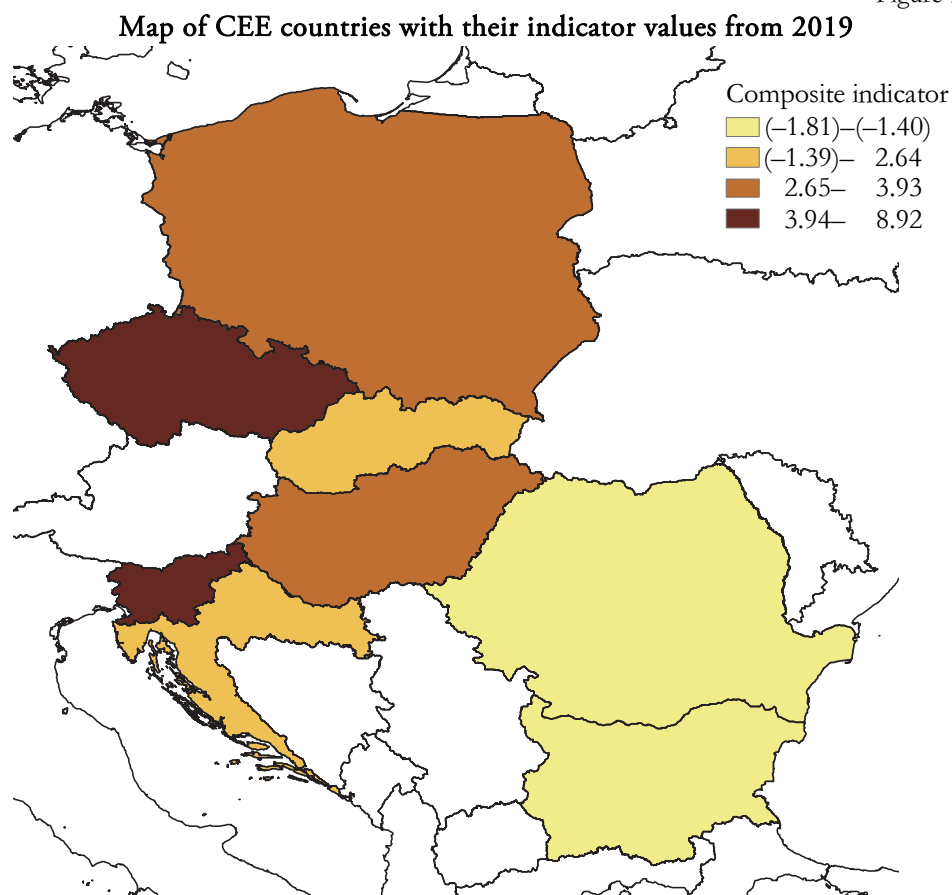 Figure
Map of CEE countries with their indicator values from 2019
Composite indicator
(–1.81)–(–1.40)
(–1.39)– 2.64
2.65– 3.93
3.94– 8.92